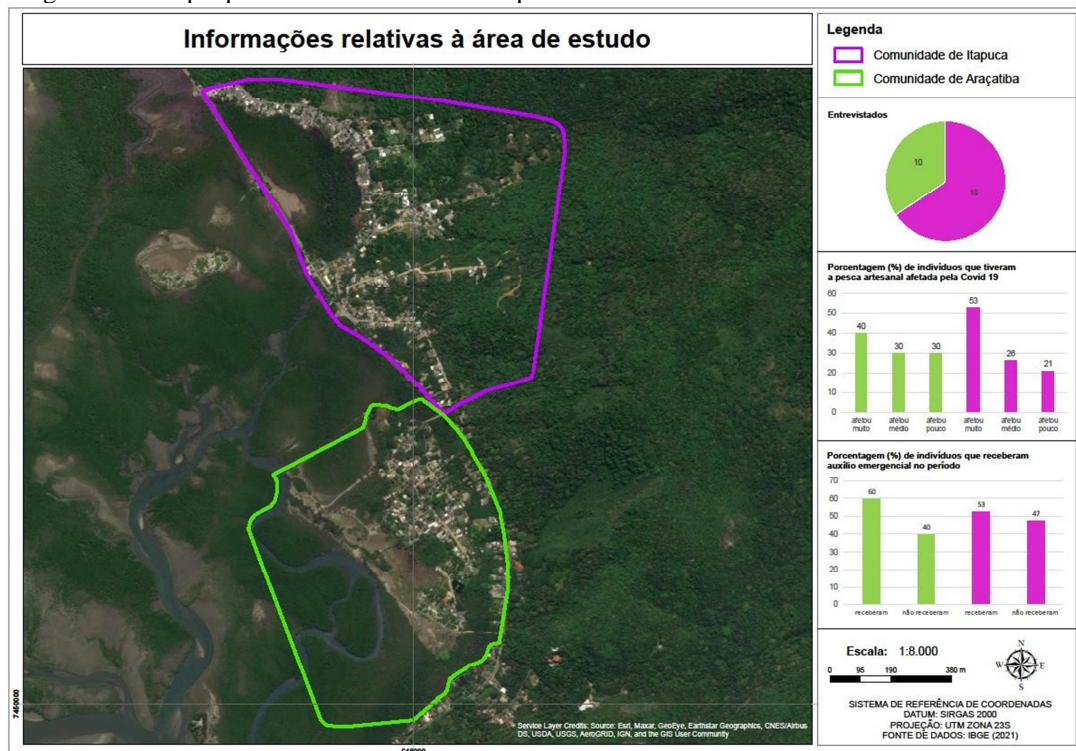 Informações relativas à área de estudo
Legenda
Comunidade de Itapuca
Comunidade de Araçatiba
Entrevistados
10
Porcentagem (%) de indivíduos que tiveram
a pesca artesanal afetada pela Covid 19
60
50
40
30
20
10
0
40
30
30
53
26
21
afetou muito
afetou médio
afetou pouco
afetou muito
afetou médio
afetou pouco
Porcentagem (%) de indivíduos que receberam
auxílio emergencial no período
70
60
50
40
30
20
10
0
60
40
53
47
receberam
não receberam
receberam
não receberam
Escala: 1:8.000
0 95 190 380 m
N
W E
S
SISTEMA DE REFERÊNCIA DE COORDENADAS
DATUM: SIRGAS 2000
PROJEÇÃO: UTM ZONA 23S
FONTE DE DADOS: IBGE (2021)
7450000
Service Layer Credits: Source: Esri, Maxar, GeoEye, Earthstar Geographics, CNES/Airbus
DS, USDA, USGS, AeroGRID, IGN, and the GIS User Community